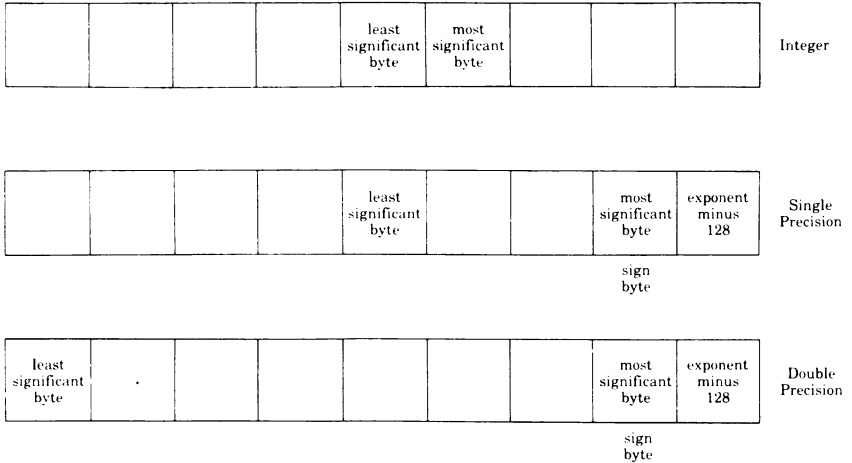 least
significant
byte
most
significant
byte
Integer
least
significant
byte
most
significant
byte
exponent
minus
128
Single
Precision
sign
byte
least
significant
byte
most
significant
byte
exponent
minus
128
Double
Precision
sign
byte